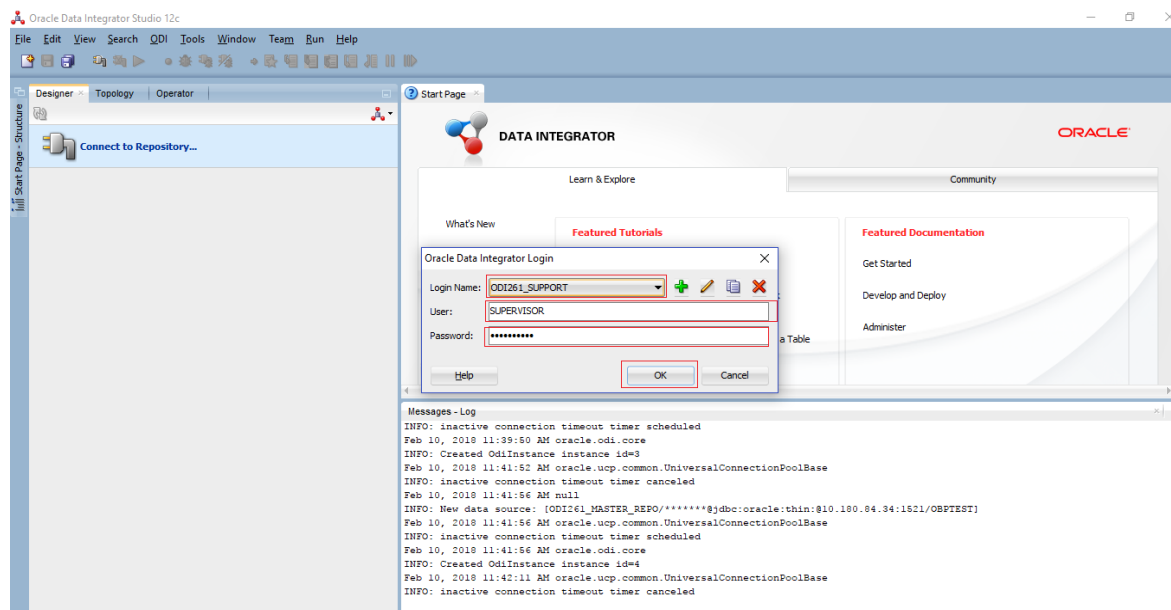 Oracle Data Integrator Studio 12c
File Edit View Search ODI Tools Window Team Run Help
Designer Topology Operator
Start Page - Structure
Connect to Repository...
Start Page
DATA INTEGRATOR
ORACLE
Learn & Explore
Community
What's New
Featured Tutorials
Featured Documentation
Get Started
Develop and Deploy
Administer
a Table
Oracle Data Integrator Login
Login Name: ODI261_SUPPORT
User: SUPERVISOR
Password: ••••••••••
Help OK Cancel
Messages - Log
INFO: inactive connection timeout timer scheduled
Feb 10, 2018 11:39:50 AM oracle.odi.core
INFO: Created OdiInstance instance id=3
Feb 10, 2018 11:41:52 AM oracle.ucp.common.UniversalConnectionPoolBase
INFO: inactive connection timeout timer canceled
Feb 10, 2018 11:41:56 AM null
INFO: New data source: [ODI261_MASTER_REPO/*******@jdbc:oracle:thin:@10.180.84.34:1521/OBPTEST]
Feb 10, 2018 11:41:56 AM oracle.ucp.common.UniversalConnectionPoolBase
INFO: inactive connection timeout timer scheduled
Feb 10, 2018 11:41:56 AM oracle.odi.core
INFO: Created OdiInstance instance id=4
Feb 10, 2018 11:42:11 AM oracle.ucp.common.UniversalConnectionPoolBase
INFO: inactive connection timeout timer canceled